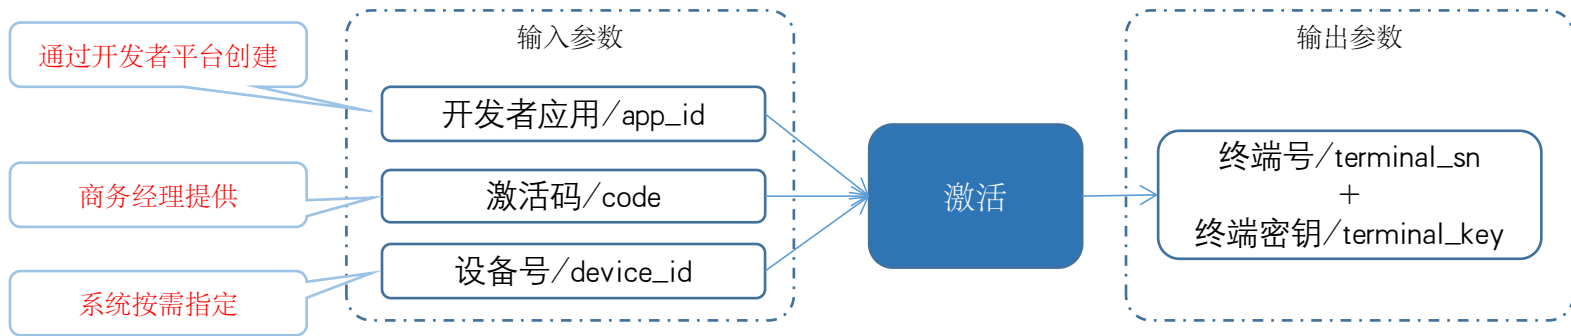 通过开发者平台创建
商务经理提供
系统按需指定
输入参数
开发者应用/app_id
激活码/code
设备号/device_id
激活
输出参数
终端号/terminal_sn
+
终端密钥/terminal_key